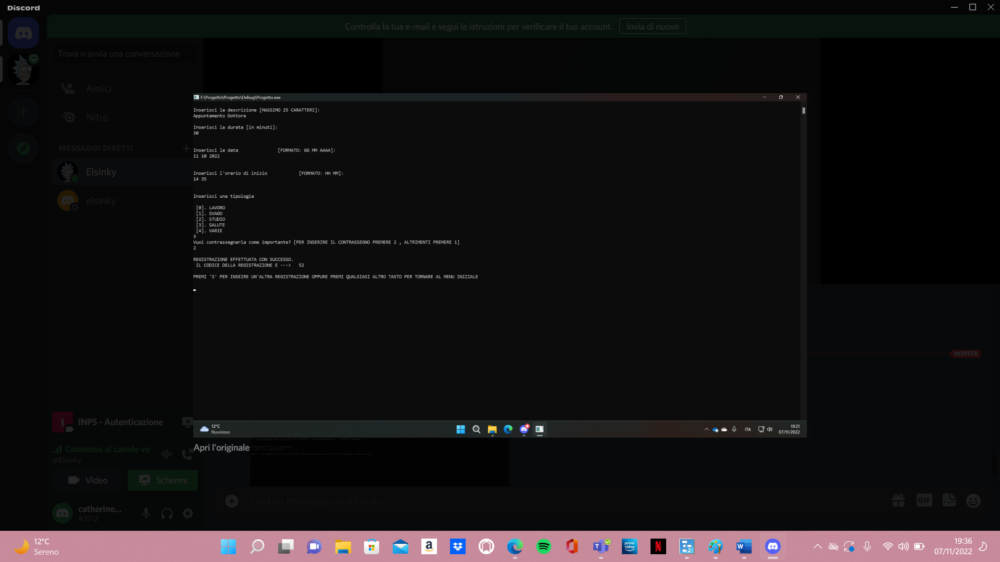 Discord
Controlla la tua e-mail e segui le istruzioni per verificare il tuo account.
Invia di nuovo
Trova o avvia una conversazione
Amici
Nitro
MESSAGGI DIRETTI
Elsinky
elsinky
F:\Progetto\Progetto\Debug\Progetto.exe
Inserisci la descrizione [MASSIMO 25 CARATTERI]:
Appuntamento Dottore
Inserisci la durata [in minuti]:
30
Inserisci la data [FORMATO: GG MM AAAA]:
11 10 2022
Inserisci l'orario di inizio [FORMATO: HH MM]:
14 35
Inserisci una tipologia
[0]. LAVORO
[1]. SVAGO
[2]. STUDIO
[3]. SALUTE
[4]. VARIE
3
Vuoi contrassegnarla come importante? [PER INSERIRE IL CONTRASSEGNO PREMERE 2 , ALTRIMENTI PREMERE 1]
2
REGISTRAZIONE EFFETTUATA CON SUCCESSO.
IL CODICE DELLA REGISTRAZIONE E ---> 52
PREMI 'S' PER INSEIRE UN'ALTRA REGISTRAZIONE OPPURE PREMI QUALSIASI ALTRO TASTO PER TORNARE AL MENU INIZIALE
12°C
Nuvoloso
ITA
19:21
07/11/2022
Apri l'originale
NOVITÀ
I
INPS - Autenticazione
Connesso al canale vo
@Elsinky
Video
Schermo
catherine...
#3712
Invia un messaggio in @Elsinky
GIF
12°C
Sereno
a
T
prime video
N
W
19:36
07/11/2022